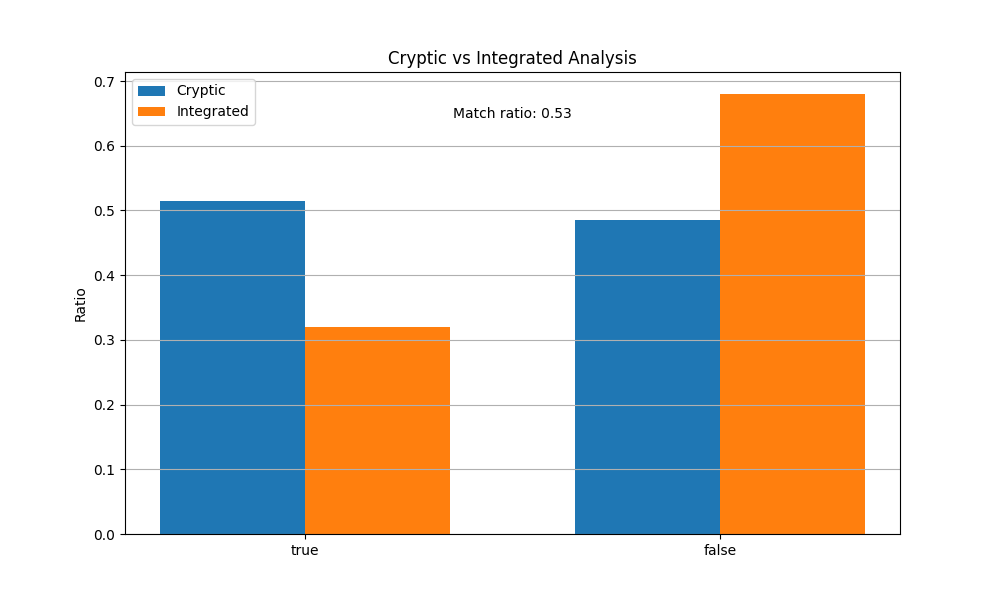 Cryptic vs Integrated Analysis
Cryptic
Integrated
Match ratio: 0.53
Ratio
0.7
0.6
0.5
0.4
0.3
0.2
0.1
0.0
true
false